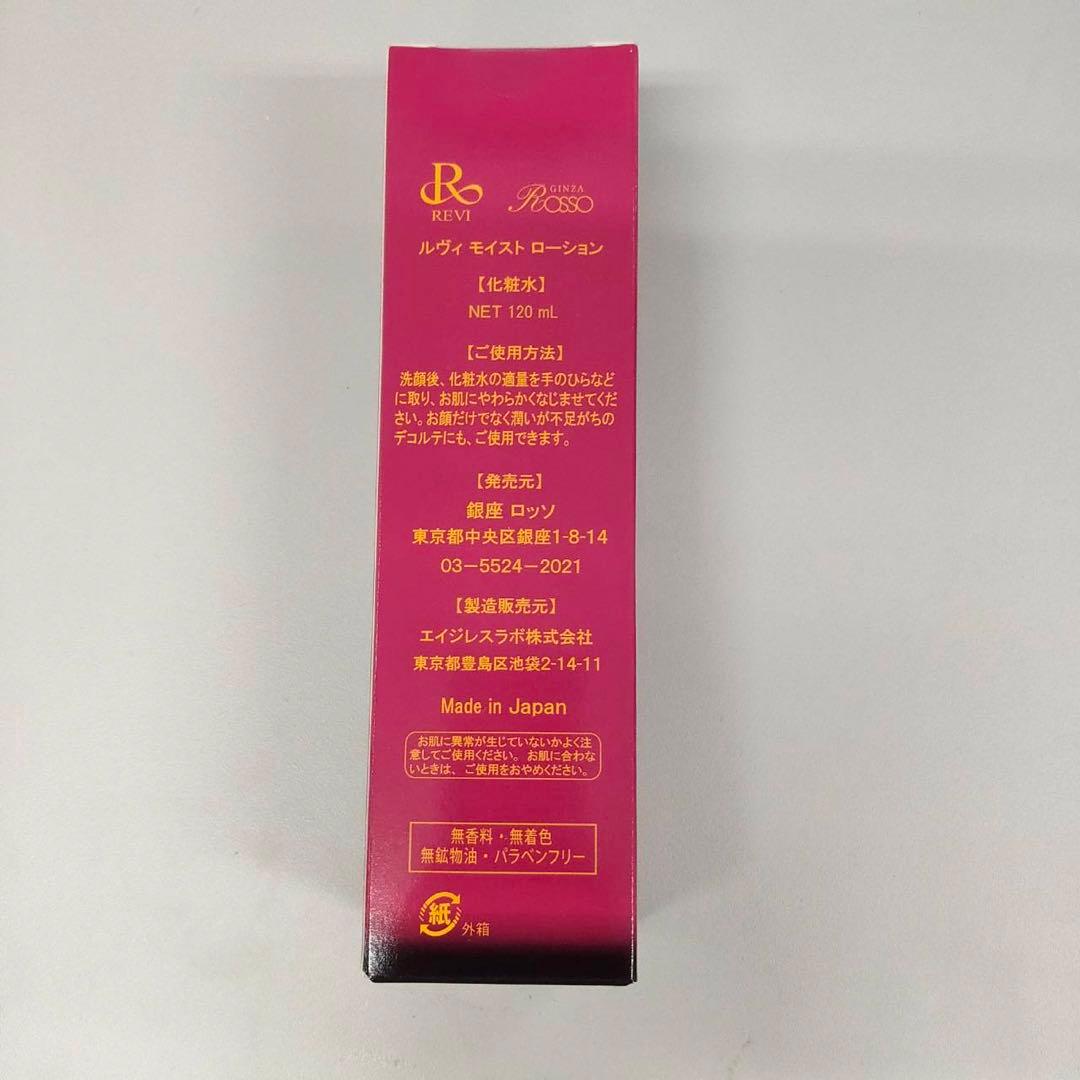 R
REVI
GINZA
Rosso
ルヴィ モイスト ローション
【化粧水】
NET 120 mL
【ご使用方法】
洗顔後、化粧水の適量を手のひらなど
に取り、お肌にやわらかくなじませてくだ
さい。お顔だけでなく潤いが不足がちの
デコルテにも、ご使用できます。
【発売元】
銀座 ロッソ
東京都中央区銀座1-8-14
03-5524-2021
【製造販売元】
エイジレスラボ株式会社
東京都豊島区池袋2-14-11
Made in Japan
お肌に異常が生じていないかよく注
意してご使用ください。お肌に合わな
いときは、ご使用をおやめください。
無香料・無着色
無鉱物油・パラベンフリー
紙 外箱